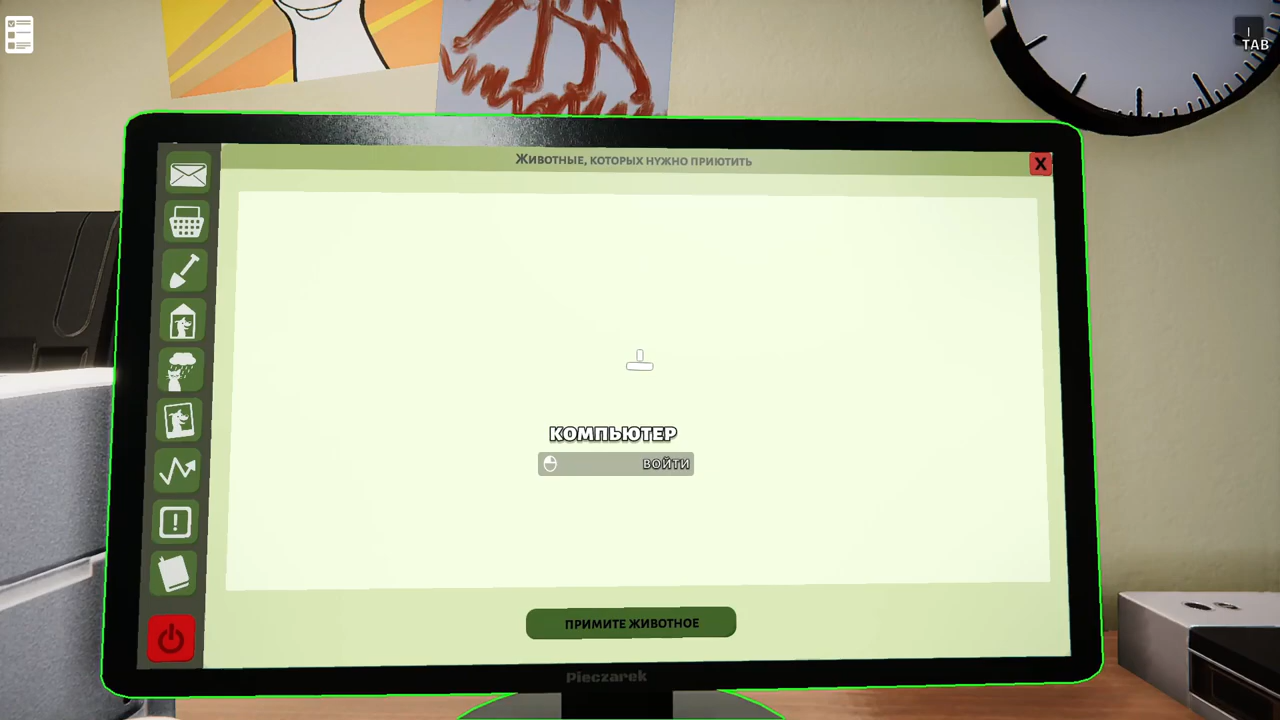 TAB
Животные, которых нужно приютить
X
КОМПЬЮТЕР
ВОЙТИ
ПРИМИТЕ ЖИВОТНОЕ
Pieczarek